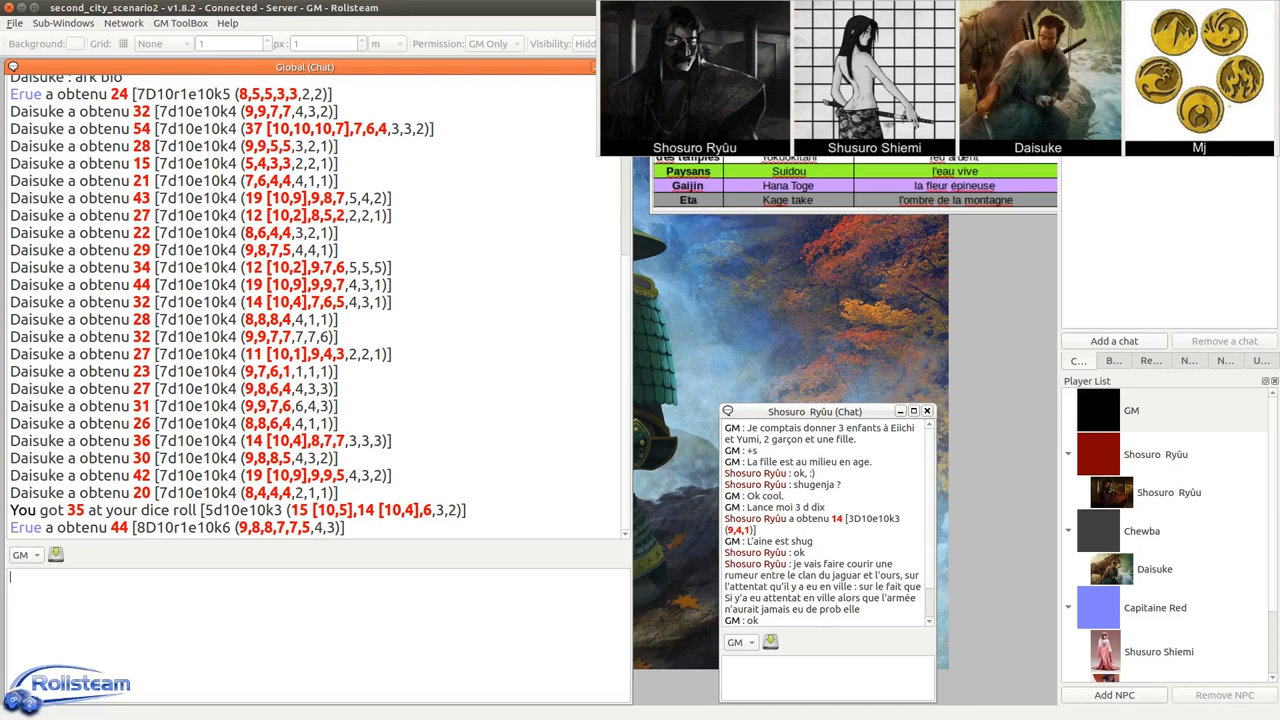 second_city_scenario2 - v1.8.2 - Connected - Server - GM - Rolisteam
File Sub-Windows Network GM ToolBox Help
Background: Grid: None 1 px : 1 m Permission: GM Only Visibility: Hidd
Global (Chat)
Daisuke : ark bio
Erue a obtenu 24 [7D10r1e10k5 (8,5,5,3,3,2,2)]
Daisuke a obtenu 32 [7d10e10k4 (9,9,7,7,4,3,2)]
Daisuke a obtenu 54 [7d10e10k4 (37 [10,10,10,7],7,6,4,3,3,2)]
Daisuke a obtenu 28 [7d10e10k4 (9,9,5,5,3,2,1)]
Daisuke a obtenu 15 [7d10e10k4 (5,4,3,3,2,2,1)]
Daisuke a obtenu 21 [7d10e10k4 (7,6,4,4,4,1,1)]
Daisuke a obtenu 43 [7d10e10k4 (19 [10,9],9,8,7,5,4,2)]
Daisuke a obtenu 27 [7d10e10k4 (12 [10,2],8,5,2,2,2,1)]
Daisuke a obtenu 22 [7d10e10k4 (8,6,4,4,3,2,1)]
Daisuke a obtenu 29 [7d10e10k4 (9,8,7,5,4,4,1)]
Daisuke a obtenu 34 [7d10e10k4 (12 [10,2],9,7,6,5,5,5)]
Daisuke a obtenu 44 [7d10e10k4 (19 [10,9],9,9,7,4,3,1)]
Daisuke a obtenu 32 [7d10e10k4 (14 [10,4],7,6,5,4,3,1)]
Daisuke a obtenu 28 [7d10e10k4 (8,8,8,4,4,1,1)]
Daisuke a obtenu 32 [7d10e10k4 (9,9,7,7,7,7,6)]
Daisuke a obtenu 27 [7d10e10k4 (11 [10,1],9,4,3,2,2,1)]
Daisuke a obtenu 23 [7d10e10k4 (9,7,6,1,1,1,1)]
Daisuke a obtenu 27 [7d10e10k4 (9,8,6,4,4,3,3)]
Daisuke a obtenu 31 [7d10e10k4 (9,9,7,6,6,4,3)]
Daisuke a obtenu 26 [7d10e10k4 (8,8,6,4,4,1,1)]
Daisuke a obtenu 36 [7d10e10k4 (14 [10,4],8,7,7,3,3,3)]
Daisuke a obtenu 30 [7d10e10k4 (9,8,8,5,4,3,2)]
Daisuke a obtenu 42 [7d10e10k4 (19 [10,9],9,9,5,4,3,2)]
Daisuke a obtenu 20 [7d10e10k4 (8,4,4,4,2,1,1)]
You got 35 at your dice roll [5d10e10k3 (15 [10,5],14 [10,4],6,3,2)]
Erue a obtenu 44 [8D10r1e10k6 (9,8,8,7,7,5,4,3)]
GM
Rolisteam
Shosuro Ryûu
Shusuro Shiemi
Daisuke
Mj
des temples Yokuokitani feu ardent
Paysans Suidou l'eau vive
Gaijin Hana Toge la fleur épineuse
Eta Kage take l'ombre de la montagne
Shosuro Ryûu (Chat)
GM : Je comptais donner 3 enfants à Eiichi
et Yumi, 2 garçon et une fille.
GM : +s
GM : La fille est au milieu en age.
Shosuro Ryûu : ok, :)
Shosuro Ryûu : shugenja ?
GM : Ok cool.
GM : Lance moi 3 d dix
Shosuro Ryûu a obtenu 14 [3D10e10k3
(9,4,1)]
GM : L'aine est shug
Shosuro Ryûu : ok
Shosuro Ryûu : je vais faire courir une
rumeur entre le clan du jaguar et l'ours, sur
l'attentat qu'il y a eu en ville : sur le fait que
Si y'a eu attentat en ville alors que l'armée
n'aurait jamais eu de prob elle
GM : ok
GM
Add a chat Remove a chat
C... B... Re... N... N... U...
Player List
GM
Shosuro Ryûu
Shosuro Ryûu
Chewba
Daisuke
Capitaine Red
Shusuro Shiemi
Add NPC Remove NPC